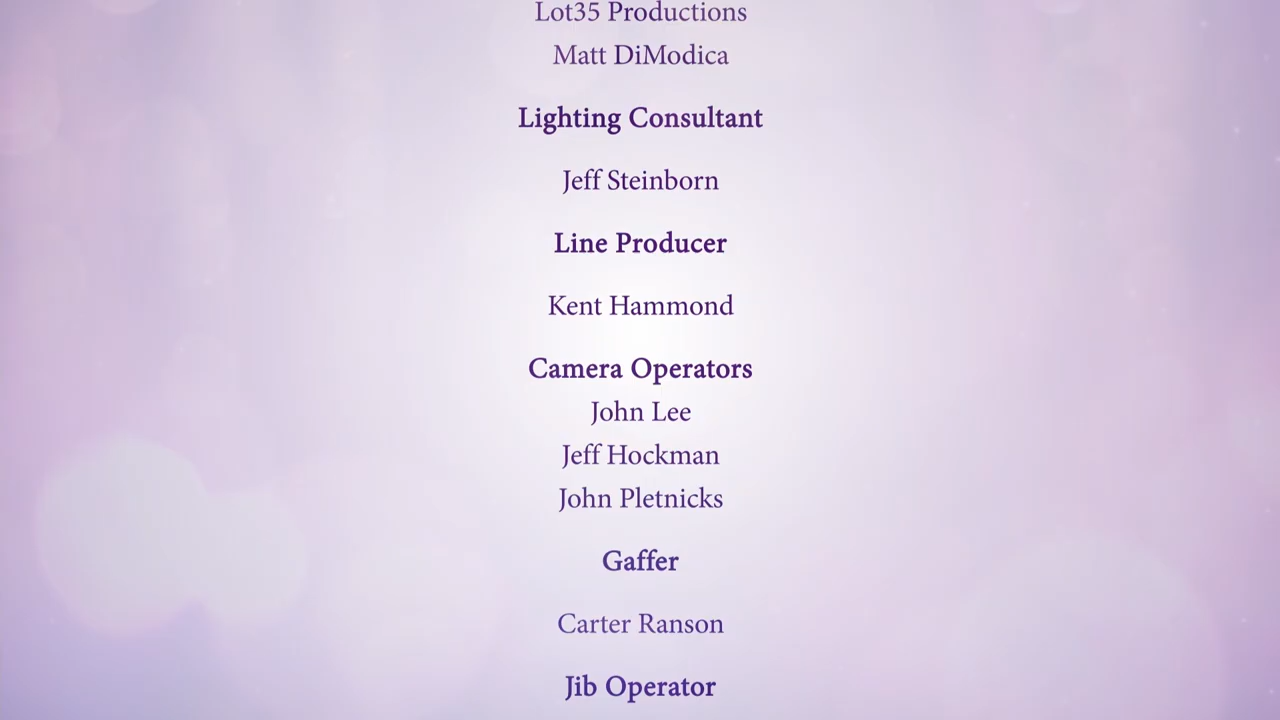 Lot35 Productions
Matt DiModica
Lighting Consultant
Jeff Steinborn
Line Producer
Kent Hammond
Camera Operators
John Lee
Jeff Hockman
John Pletnicks
Gaffer
Carter Ranson
Jib Operator